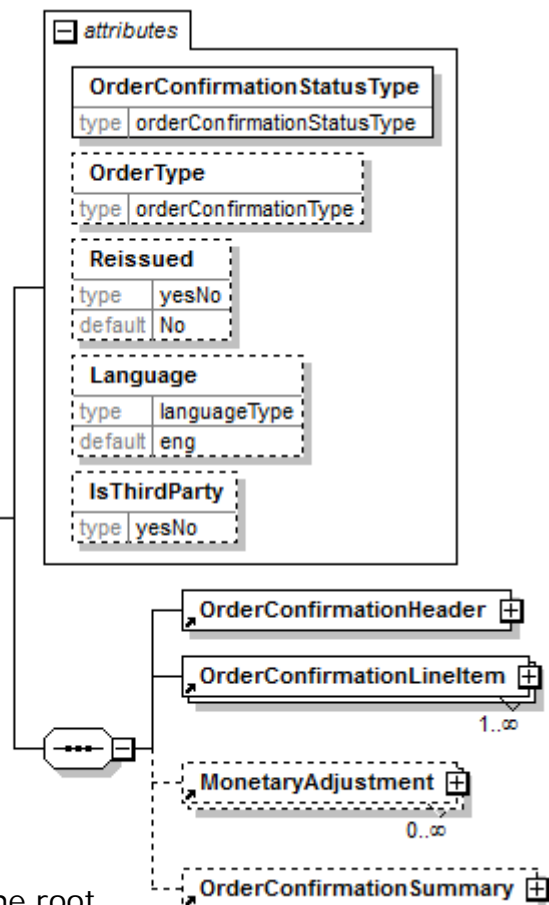 attributes
OrderConfirmationStatusType
type orderConfirmationStatusType
OrderType
type orderConfirmationType
Reissued
type yesNo
default No
Language
type languageType
default eng
IsThirdParty
type yesNo
OrderConfirmationHeader
OrderConfirmationLineItem
1..∞
MonetaryAdjustment
0..∞
OrderConfirmationSummary
root